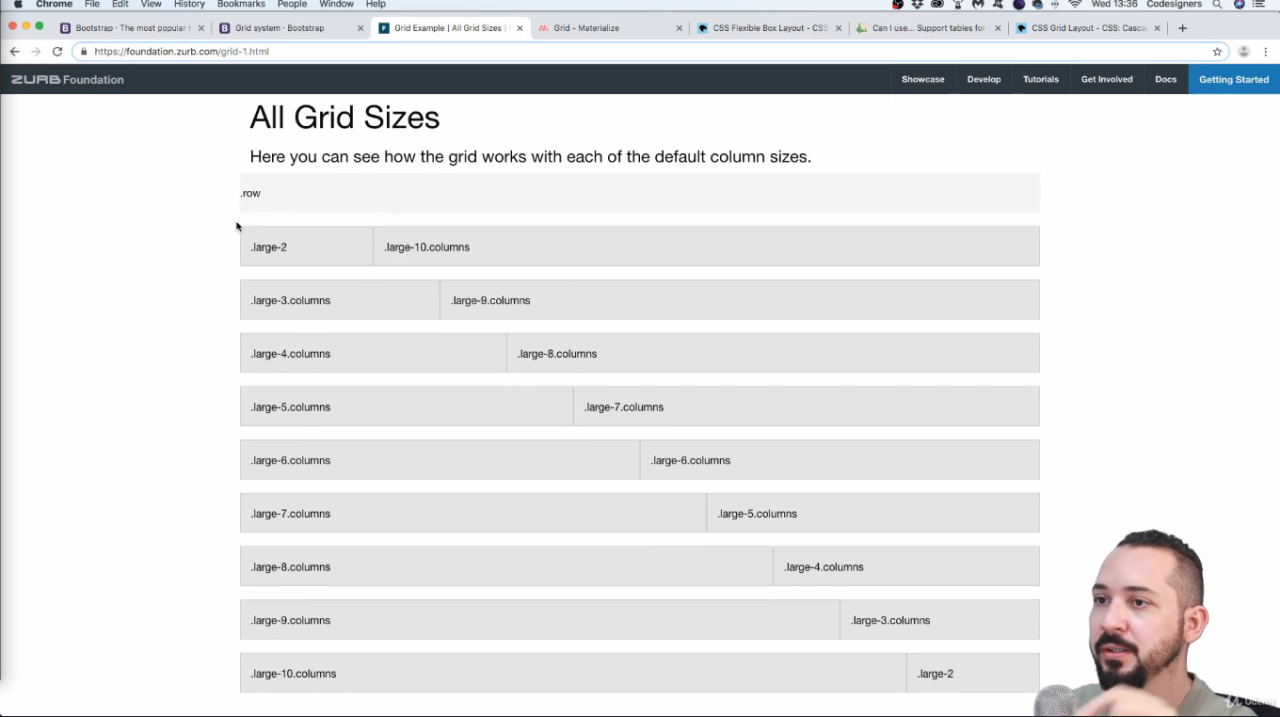 Chrome File Edit View History Bookmarks People Window Help Wed 13:36 Codesigners
Bootstrap · The most popular Grid system · Bootstrap Grid Example | All Grid Sizes | Grid - Materialize CSS Flexible Box Layout - CSS: Can I use... Support tables for CSS Grid Layout - CSS: Casca
https://foundation.zurb.com/grid-1.html
ZURB Foundation Showcase Develop Tutorials Get Involved Docs Getting Started
All Grid Sizes
Here you can see how the grid works with each of the default column sizes.
.row
.large-2 .large-10.columns
.large-3.columns .large-9.columns
.large-4.columns .large-8.columns
.large-5.columns .large-7.columns
.large-6.columns .large-6.columns
.large-7.columns .large-5.columns
.large-8.columns .large-4.columns
.large-9.columns .large-3.columns
.large-10.columns .large-2